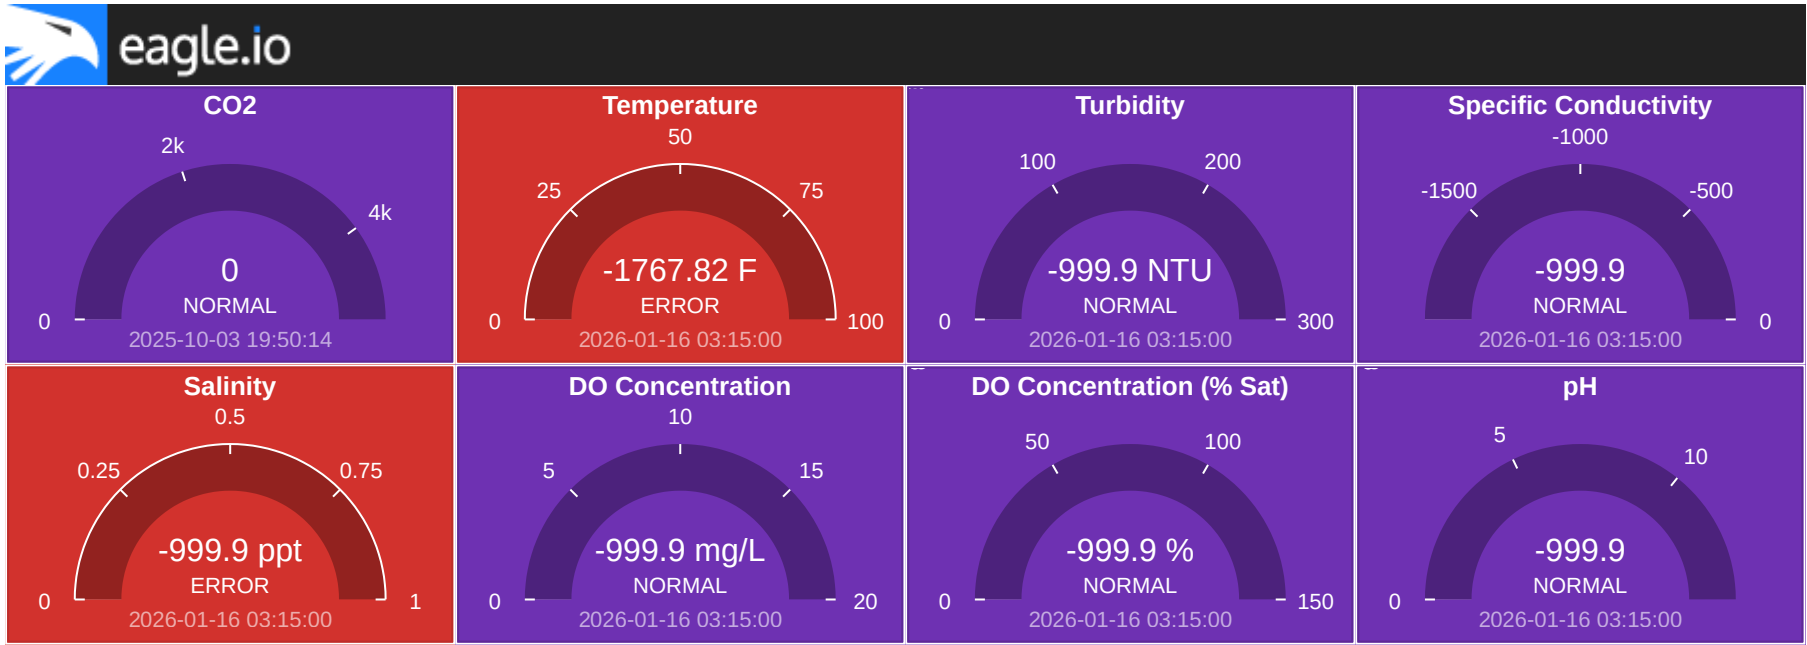 eagle.io
CO2
2k
4k
0
0
NORMAL
2025-10-03 19:50:14
Temperature
50
25
75
-1767.82 F
ERROR
0
100
2026-01-16 03:15:00
Turbidity
100
200
-999.9 NTU
NORMAL
0
300
2026-01-16 03:15:00
Specific Conductivity
-1000
-1500
-500
-999.9
NORMAL
0
2026-01-16 03:15:00
Salinity
0.5
0.25
0.75
-999.9 ppt
ERROR
0
1
2026-01-16 03:15:00
DO Concentration
10
5
15
-999.9 mg/L
NORMAL
0
20
2026-01-16 03:15:00
DO Concentration (% Sat)
50
100
-999.9 %
NORMAL
0
150
2026-01-16 03:15:00
pH
5
10
-999.9
NORMAL
0
2026-01-16 03:15:00